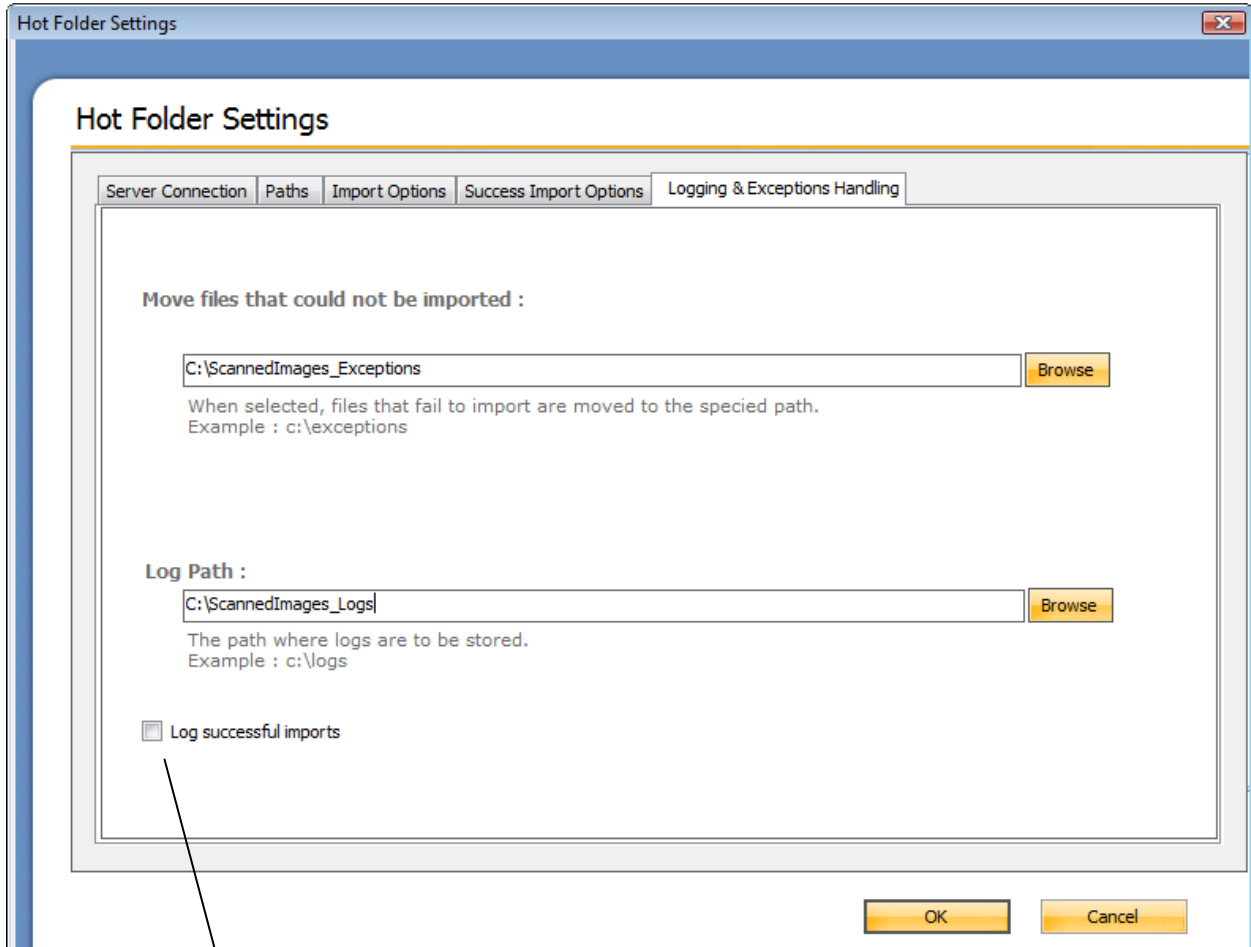 Hot Folder Settings
Hot Folder Settings
Server Connection Paths Import Options Success Import Options Logging & Exceptions Handling
Move files that could not be imported :
C:\ScannedImages_Exceptions Browse
When selected, files that fail to import are moved to the specied path.
Example : c:\exceptions
Log Path :
C:\ScannedImages_Logs Browse
The path where logs are to be stored.
Example : c:\logs
Log successful imports
OK Cancel